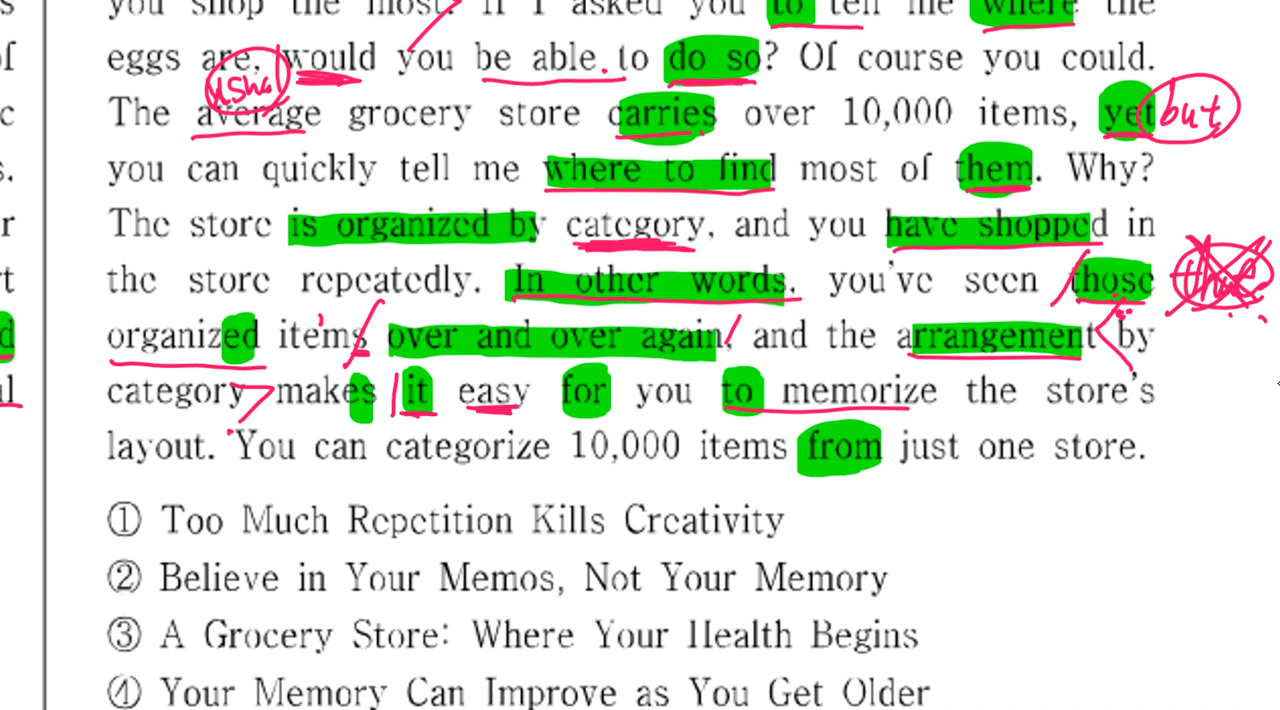 you shop the most. If I asked you to tell me where the
of eggs are, would you be able to do so? Of course you could.
usual
c The average grocery store carries over 10,000 items, yet but
s. you can quickly tell me where to find most of them. Why?
r The store is organized by category, and you have shopped in
t the store repeatedly. In other words, you've seen those
d organized items over and over again, and the arrangement by
al category makes it easy for you to memorize the store's
layout. You can categorize 10,000 items from just one store.
① Too Much Repetition Kills Creativity
② Believe in Your Memos, Not Your Memory
③ A Grocery Store: Where Your Health Begins
④ Your Memory Can Improve as You Get Older